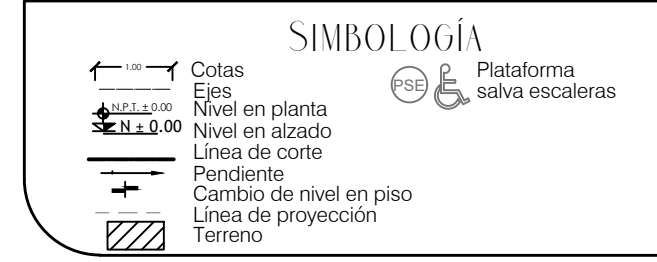 SIMBOLOGÍA
1.00 Cotas
Ejes
N.P.T. ± 0.00 Nivel en planta
N ± 0.00 Nivel en alzado
Línea de corte
Pendiente
Cambio de nivel en piso
Línea de proyección
Terreno
PSE Plataforma
salva escaleras